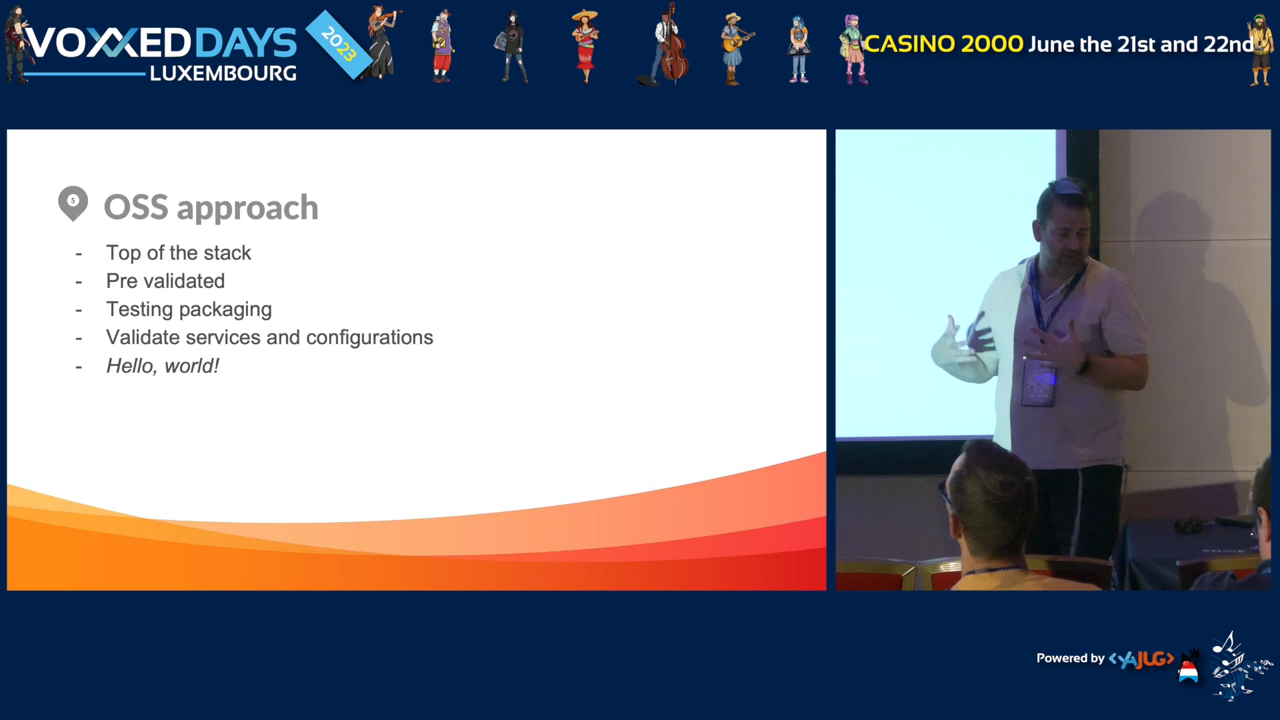 VOXXEDDAYS
LUXEMBOURG
2023
CASINO 2000 June the 21st and 22nd
S
OSS approach
- Top of the stack
- Pre validated
- Testing packaging
- Validate services and configurations
- Hello, world!
Powered by <YAJUG>